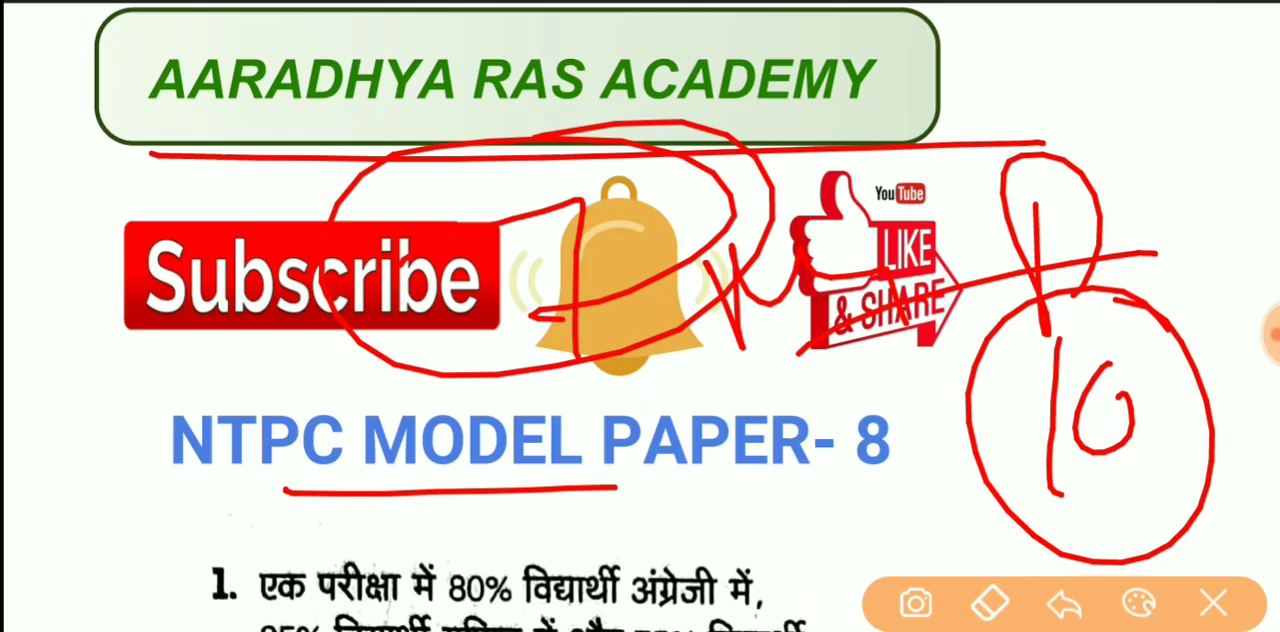 AARADHYA RAS ACADEMY
Subscribe
YouTube
LIKE
& SHARE
10
NTPC MODEL PAPER- 8
1. एक परीक्षा में 80% विद्यार्थी अंग्रेजी में,